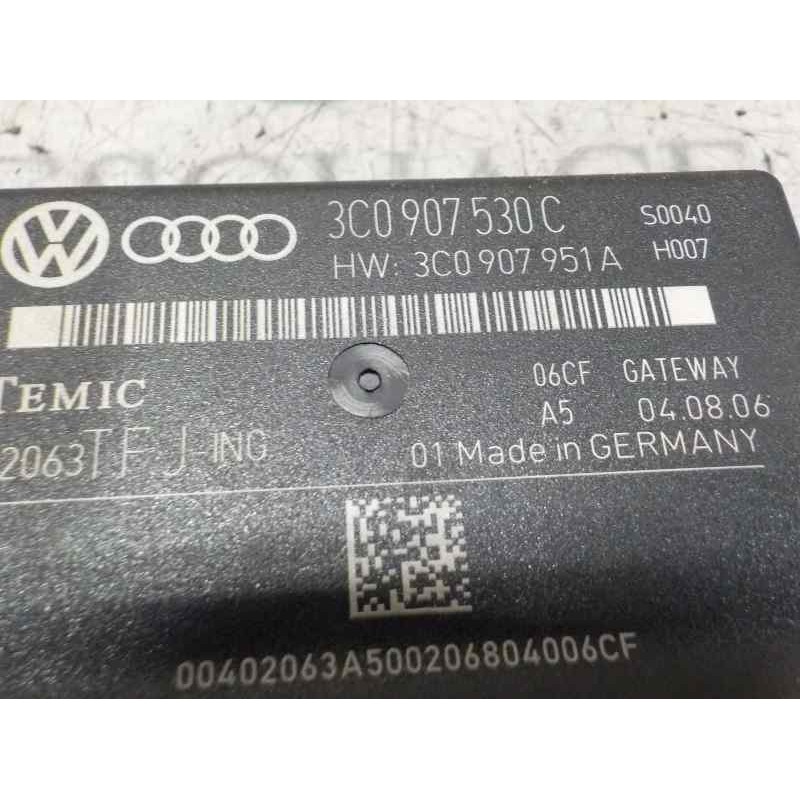 3C0 907 530 C S0040
HW: 3C0 907 951 A H007
TEMIC 06CF GATEWAY
A5 04.08.06
2063TFJ-ING 01 Made in GERMANY
00402063A500206804006CF